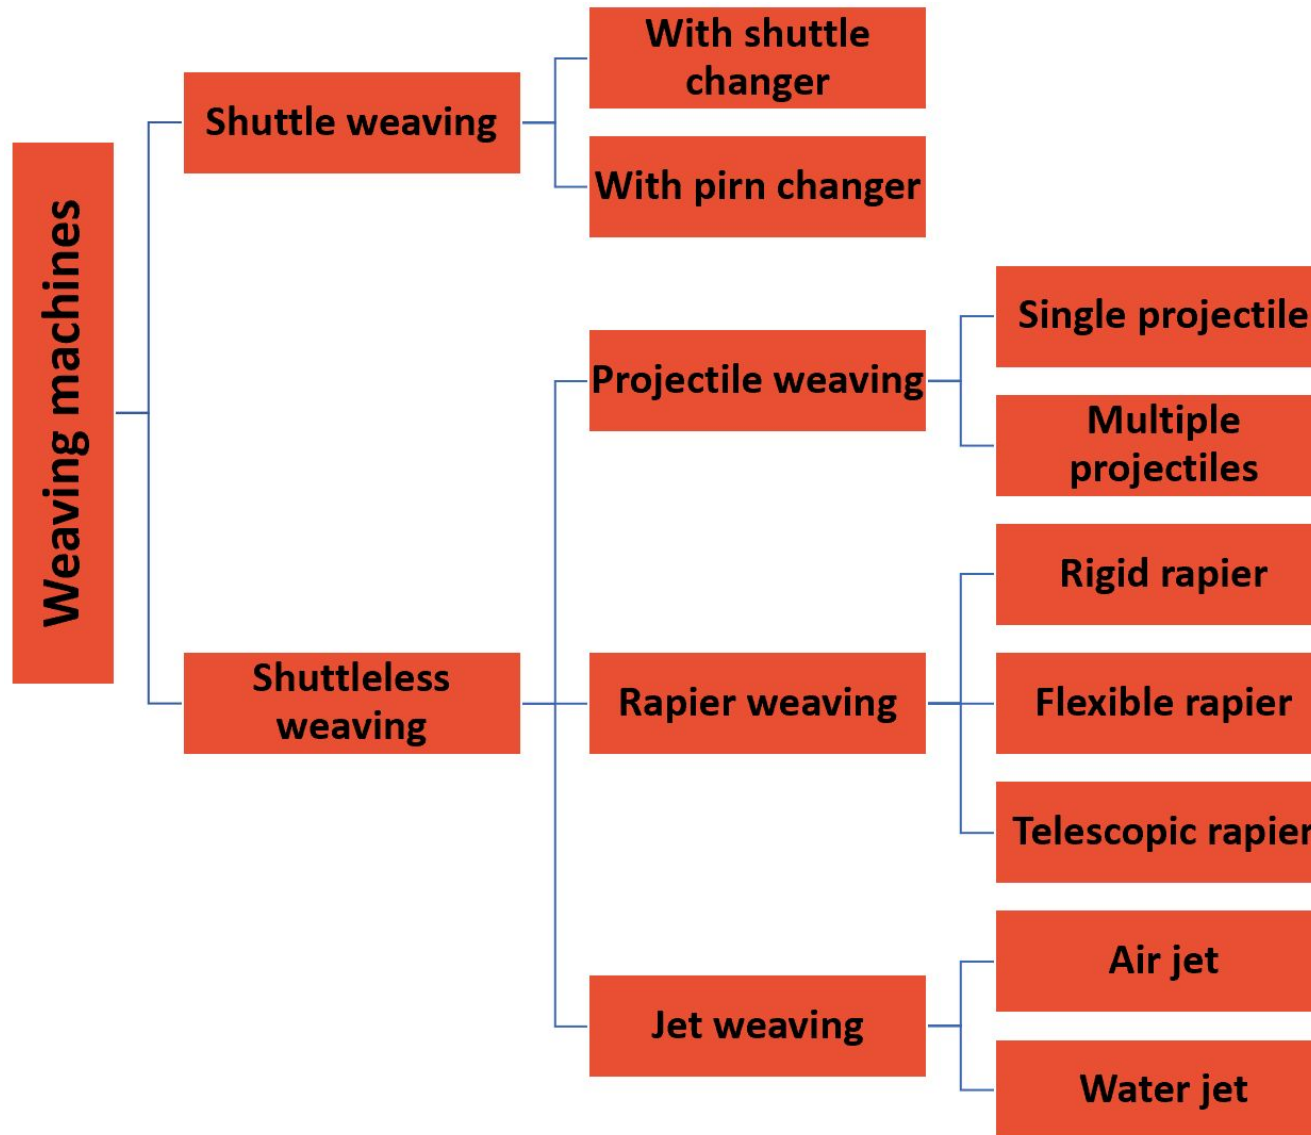 Weaving machines
Shuttle weaving
With shuttle
changer
With pirn changer
Shuttleless
weaving
Projectile weaving
Single projectile
Multiple
projectiles
Rapier weaving
Rigid rapier
Flexible rapier
Telescopic rapier
Jet weaving
Air jet
Water jet